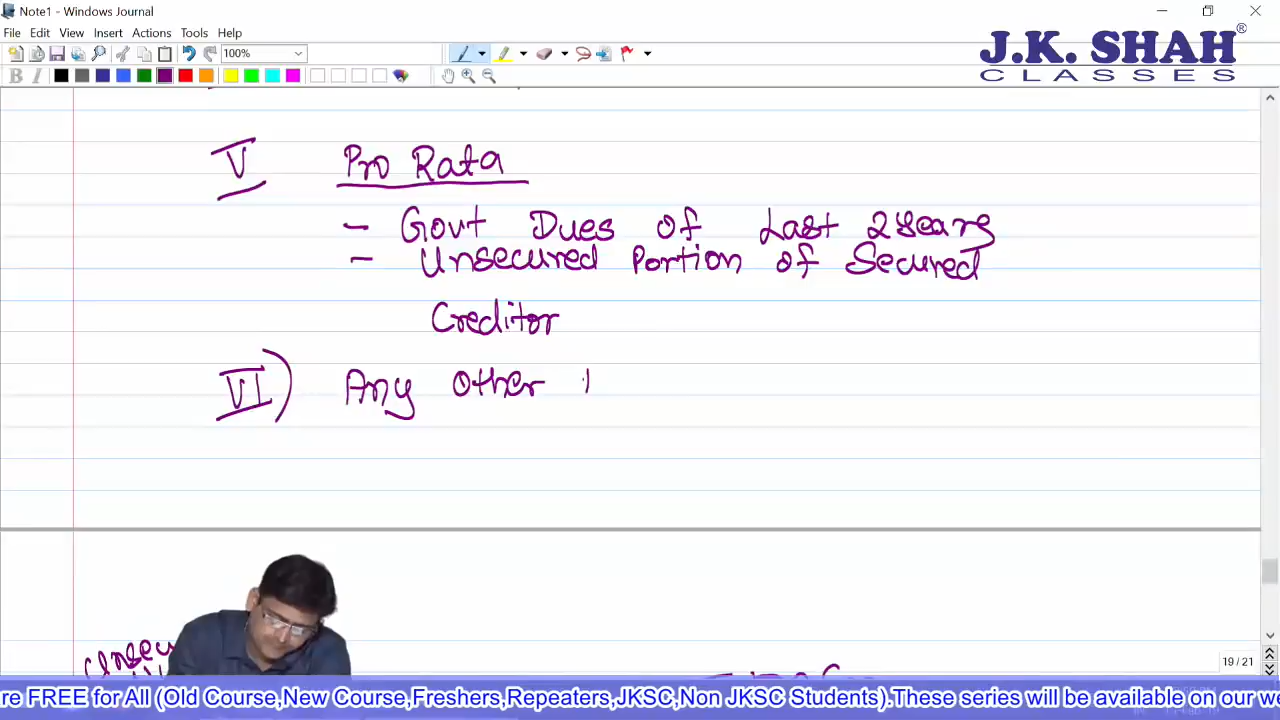 Note1 - Windows Journal
File Edit View Insert Actions Tools Help
100%
J.K. SHAH®
CLASSES
V Pro Rata
- Govt Dues of Last 2 Years
- Unsecured Portion of Secured
Creditor
VI) Any Other
Unsecu
19 / 21
re FREE for All (Old Course,New Course,Freshers,Repeaters,JKSC,Non JKSC Students).These series will be available on our we